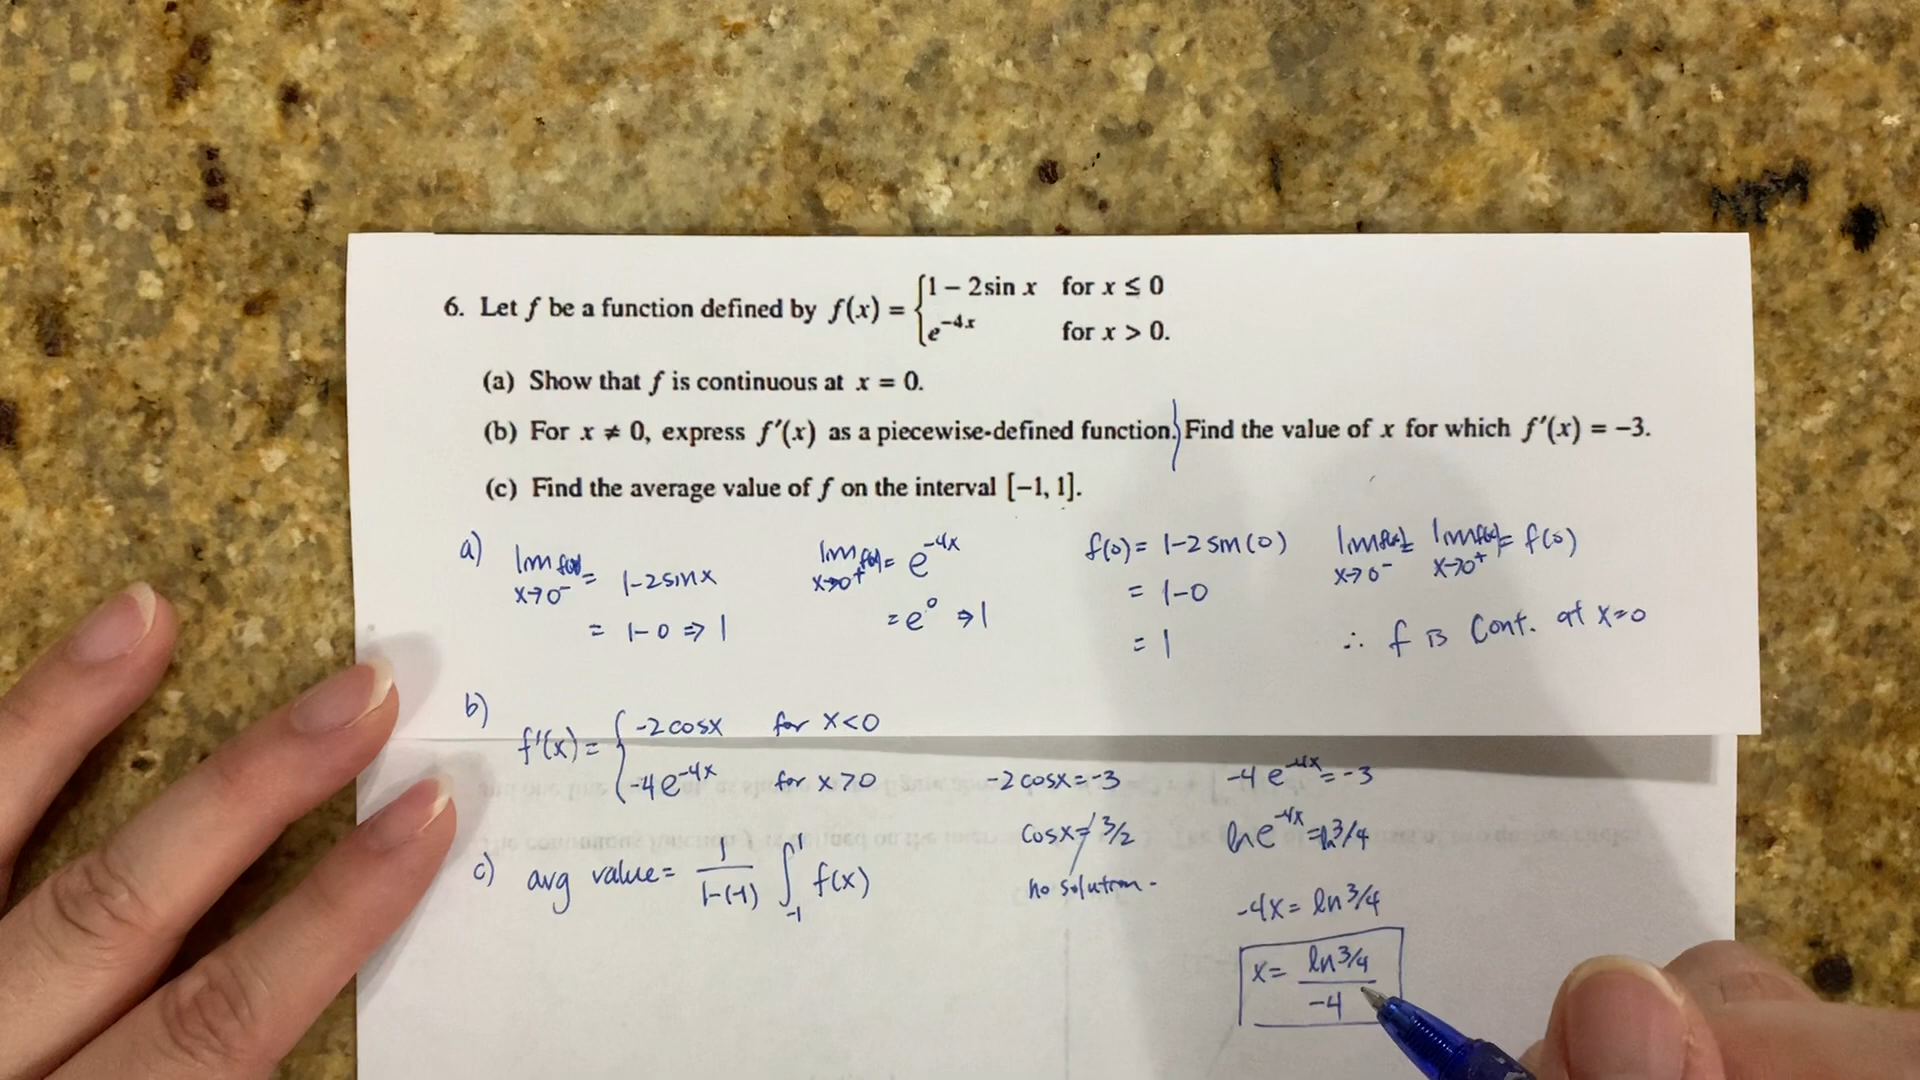 6. Let f be a function defined by f(x) = { 1 − 2 sin x for x ≤ 0
e^−4x for x > 0.
(a) Show that f is continuous at x = 0.
(b) For x ≠ 0, express f′(x) as a piecewise-defined function. Find the value of x for which f′(x) = −3.
(c) Find the average value of f on the interval [−1, 1].
a) lim f(x) x→0⁻ = 1-2sinx
= 1-0 ⇒ 1
lim f(x) x→0⁺ = e^-4x
= e⁰ ⇒ 1
f(0) = 1-2 sin(0)
= 1-0
= 1
lim f(x) x→0⁻ = lim f(x) x→0⁺ = f(0)
∴ f is cont. at x=0
b) f'(x) = { -2cosx for x<0
-4e^-4x for x>0
-2cosx = -3
cosx ≠ 3/2
no solution.
-4e^-4x = -3
ln e^-4x = ln 3/4
-4x = ln 3/4
x = ln 3/4
-4
c) avg value = 1/1-(-1) ∫₋₁¹ f(x)